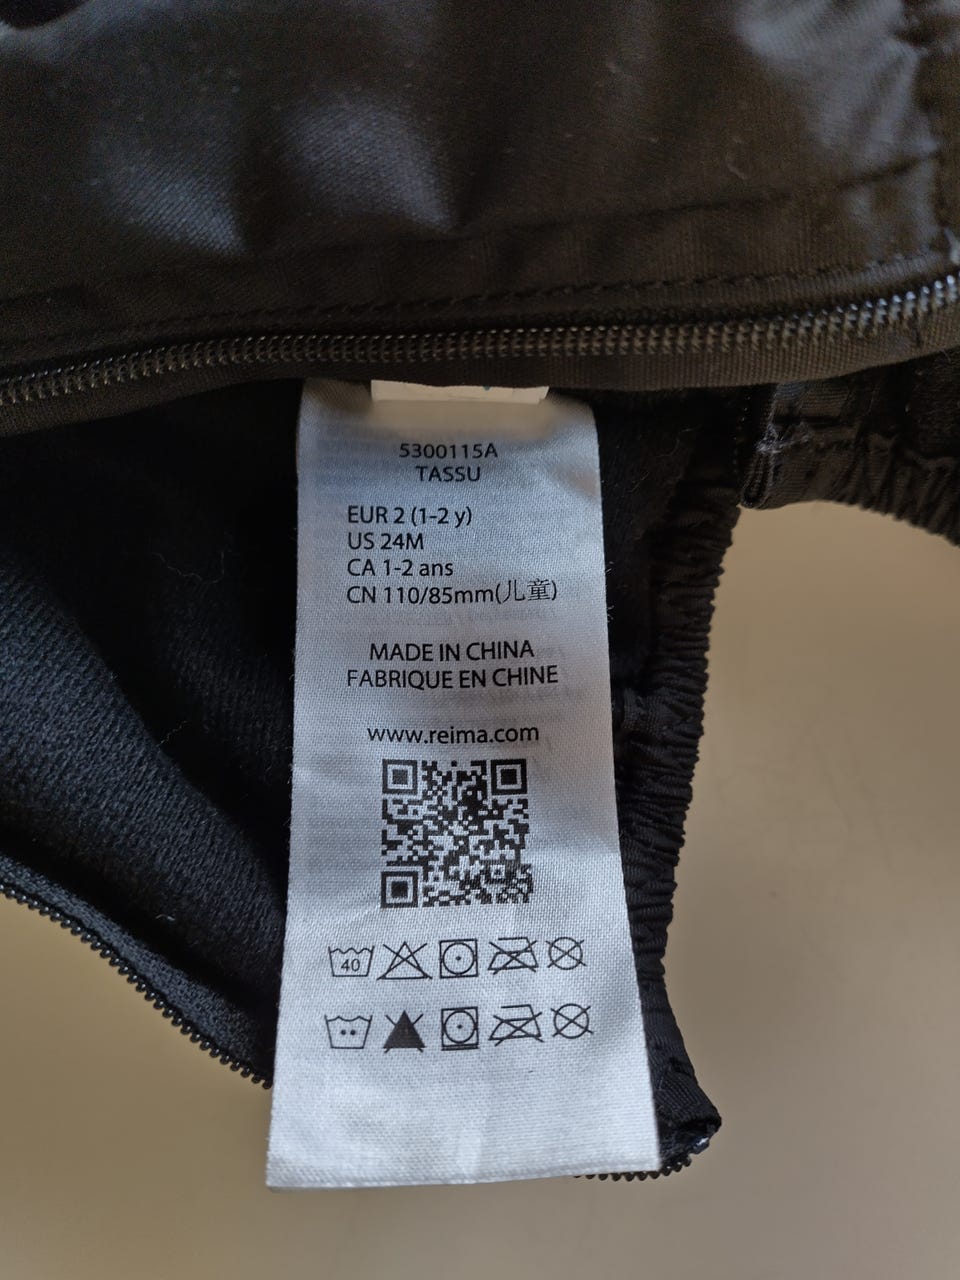 5300115A
TASSU
EUR 2 (1-2 y)
US 24M
CA 1-2 ans
CN 110/85mm(儿童)
MADE IN CHINA
FABRIQUE EN CHINE
www.reima.com
40